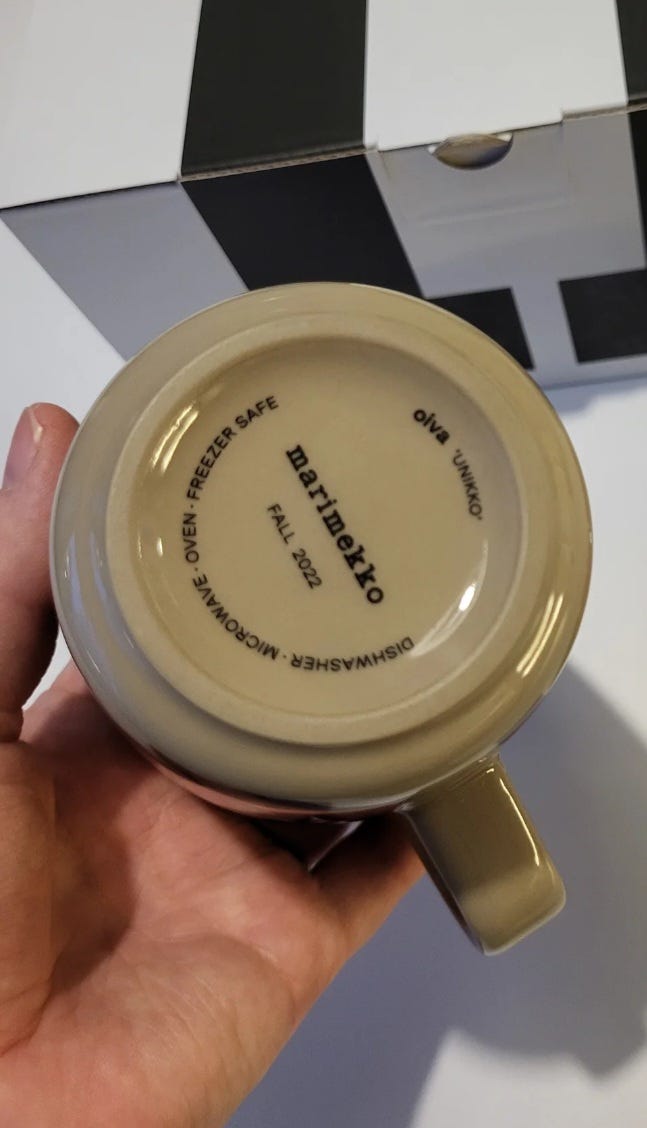 oiva 'UNIKKO'
marimekko
FALL 2022
DISHWASHER · MICROWAVE · OVEN · FREEZER SAFE